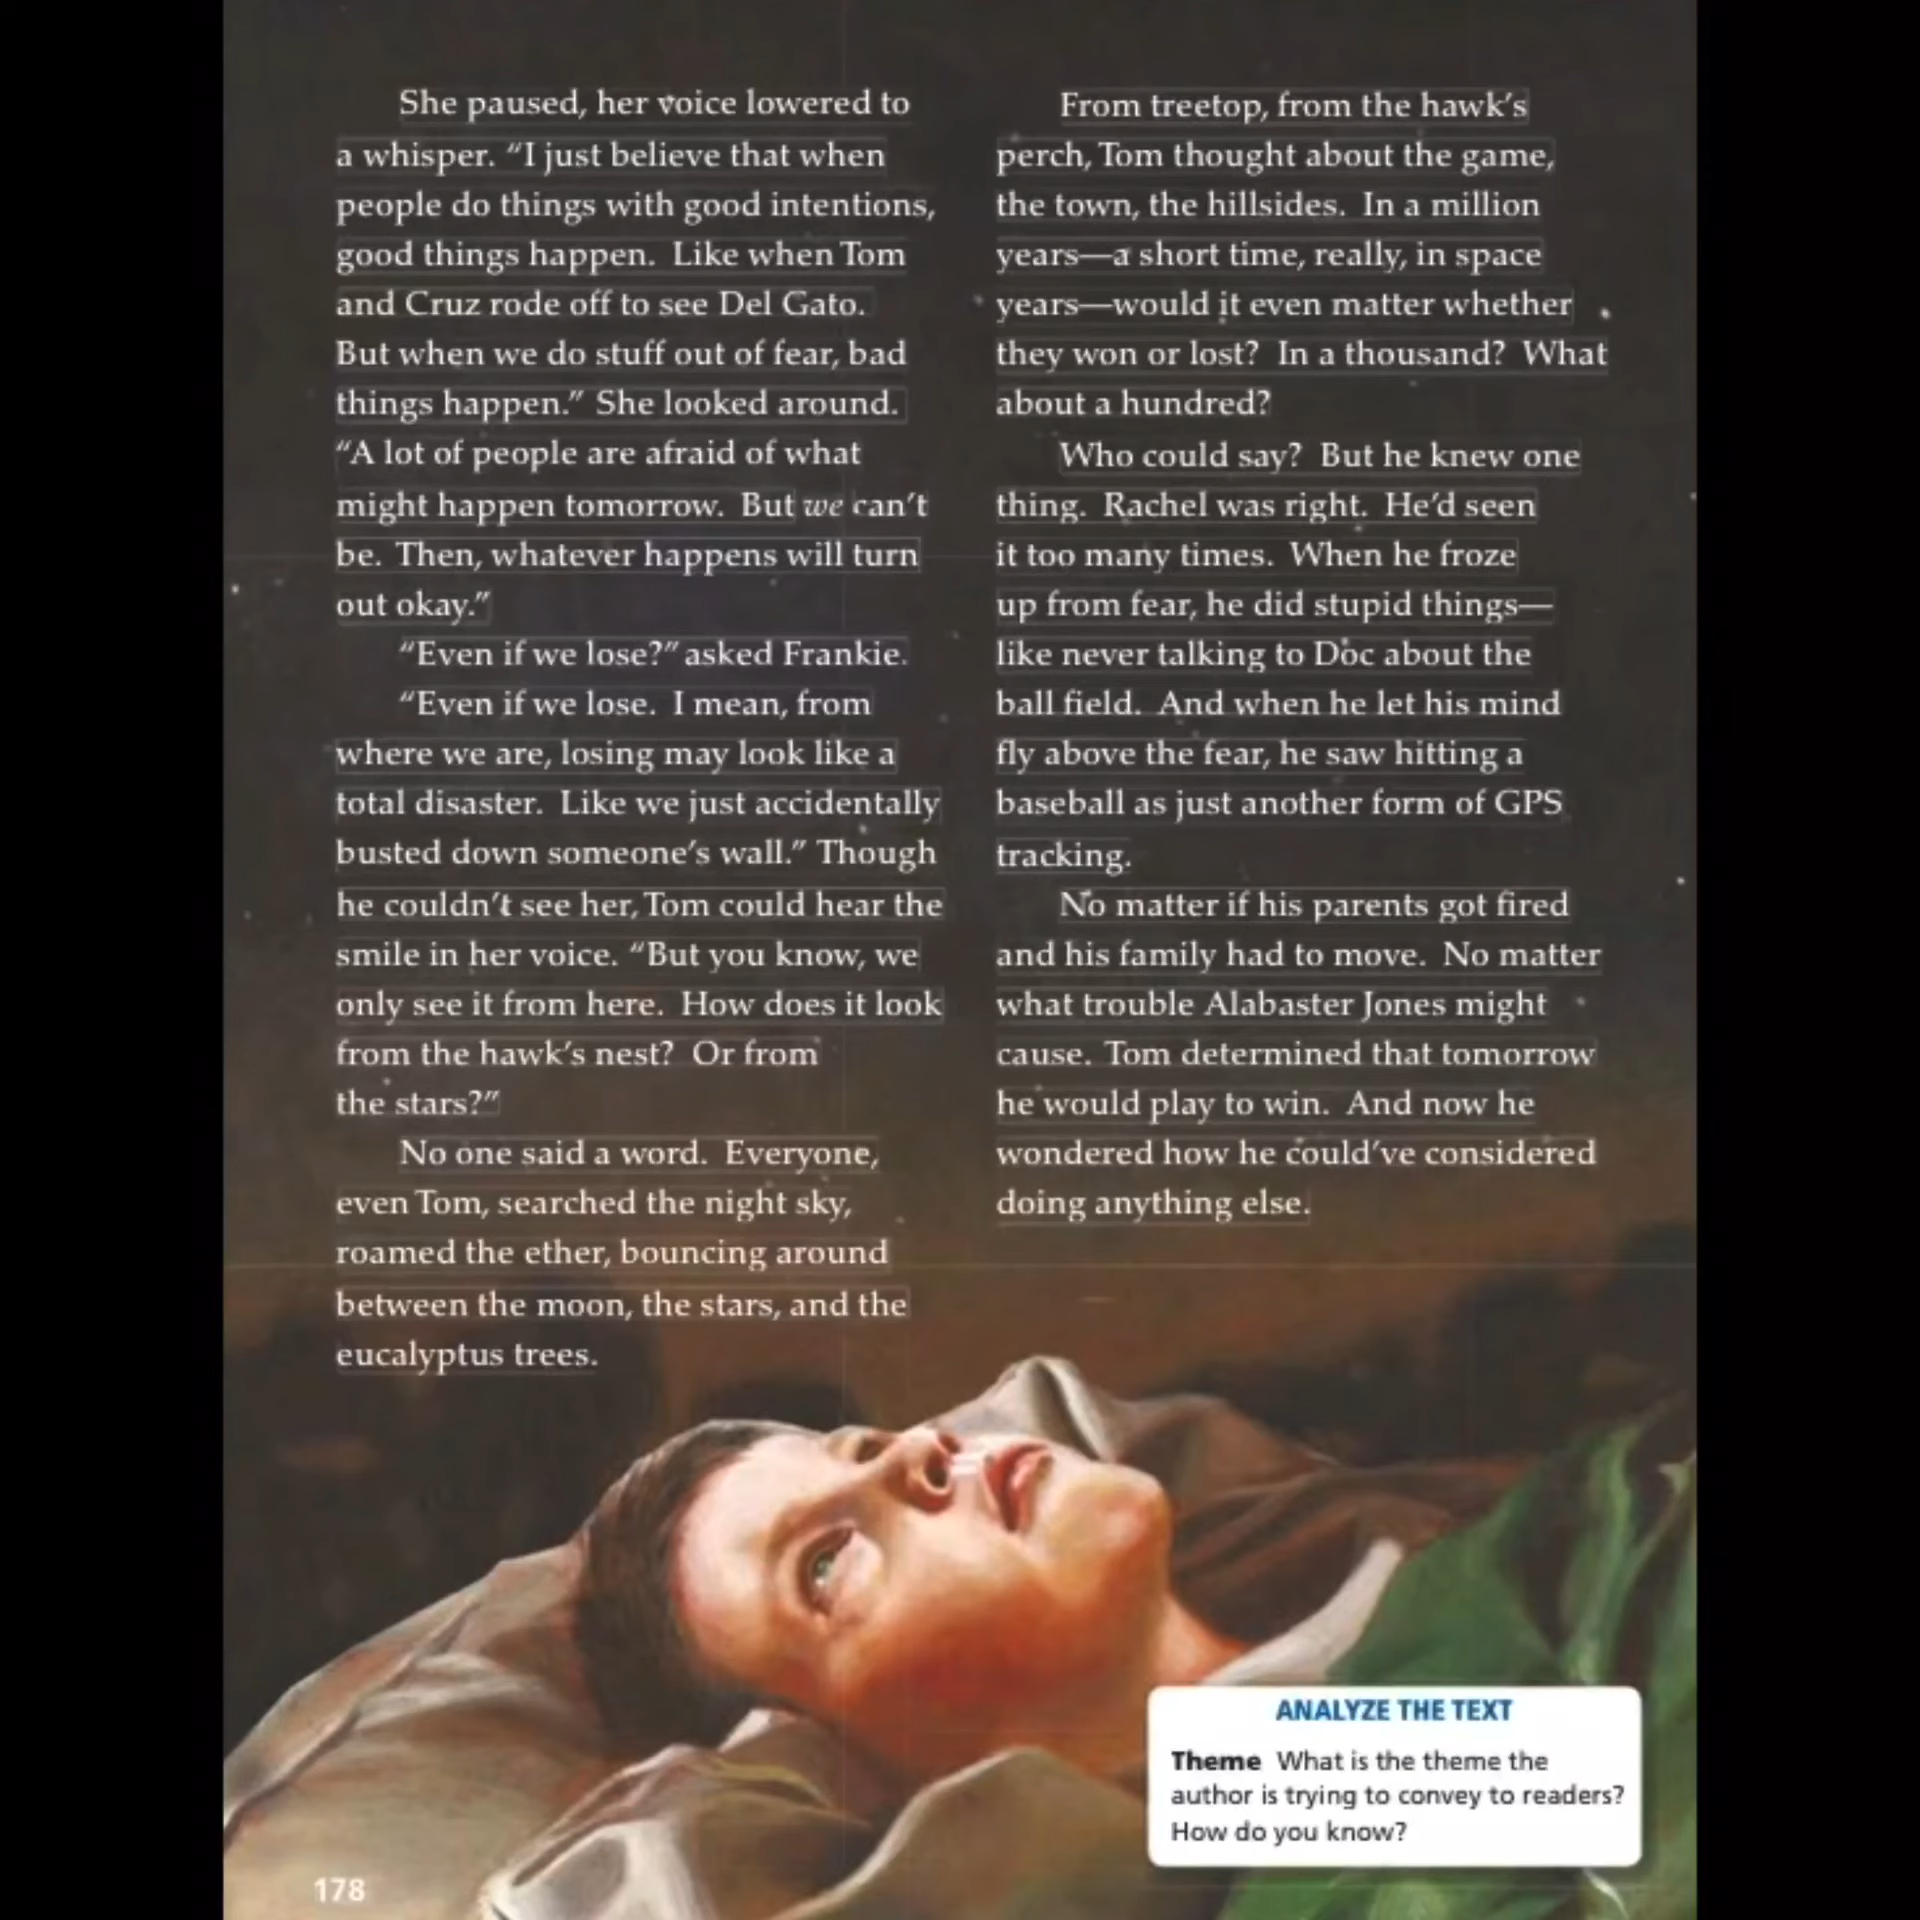 She paused, her voice lowered to
a whisper. “I just believe that when
people do things with good intentions,
good things happen. Like when Tom
and Cruz rode off to see Del Gato.
But when we do stuff out of fear, bad
things happen.” She looked around.
“A lot of people are afraid of what
might happen tomorrow. But we can’t
be. Then, whatever happens will turn
out okay.”
“Even if we lose?” asked Frankie.
“Even if we lose. I mean, from
where we are, losing may look like a
total disaster. Like we just accidentally
busted down someone’s wall.” Though
he couldn’t see her, Tom could hear the
smile in her voice. “But you know, we
only see it from here. How does it look
from the hawk’s nest? Or from
the stars?”
No one said a word. Everyone,
even Tom, searched the night sky,
roamed the ether, bouncing around
between the moon, the stars, and the
eucalyptus trees.
From treetop, from the hawk’s
perch, Tom thought about the game,
the town, the hillsides. In a million
years—a short time, really, in space
years—would it even matter whether
they won or lost? In a thousand? What
about a hundred?
Who could say? But he knew one
thing. Rachel was right. He’d seen
it too many times. When he froze
up from fear, he did stupid things—
like never talking to Doc about the
ball field. And when he let his mind
fly above the fear, he saw hitting a
baseball as just another form of GPS
tracking.
No matter if his parents got fired
and his family had to move. No matter
what trouble Alabaster Jones might
cause. Tom determined that tomorrow
he would play to win. And now he
wondered how he could’ve considered
doing anything else.
ANALYZE THE TEXT
Theme What is the theme the
author is trying to convey to readers?
How do you know?
178